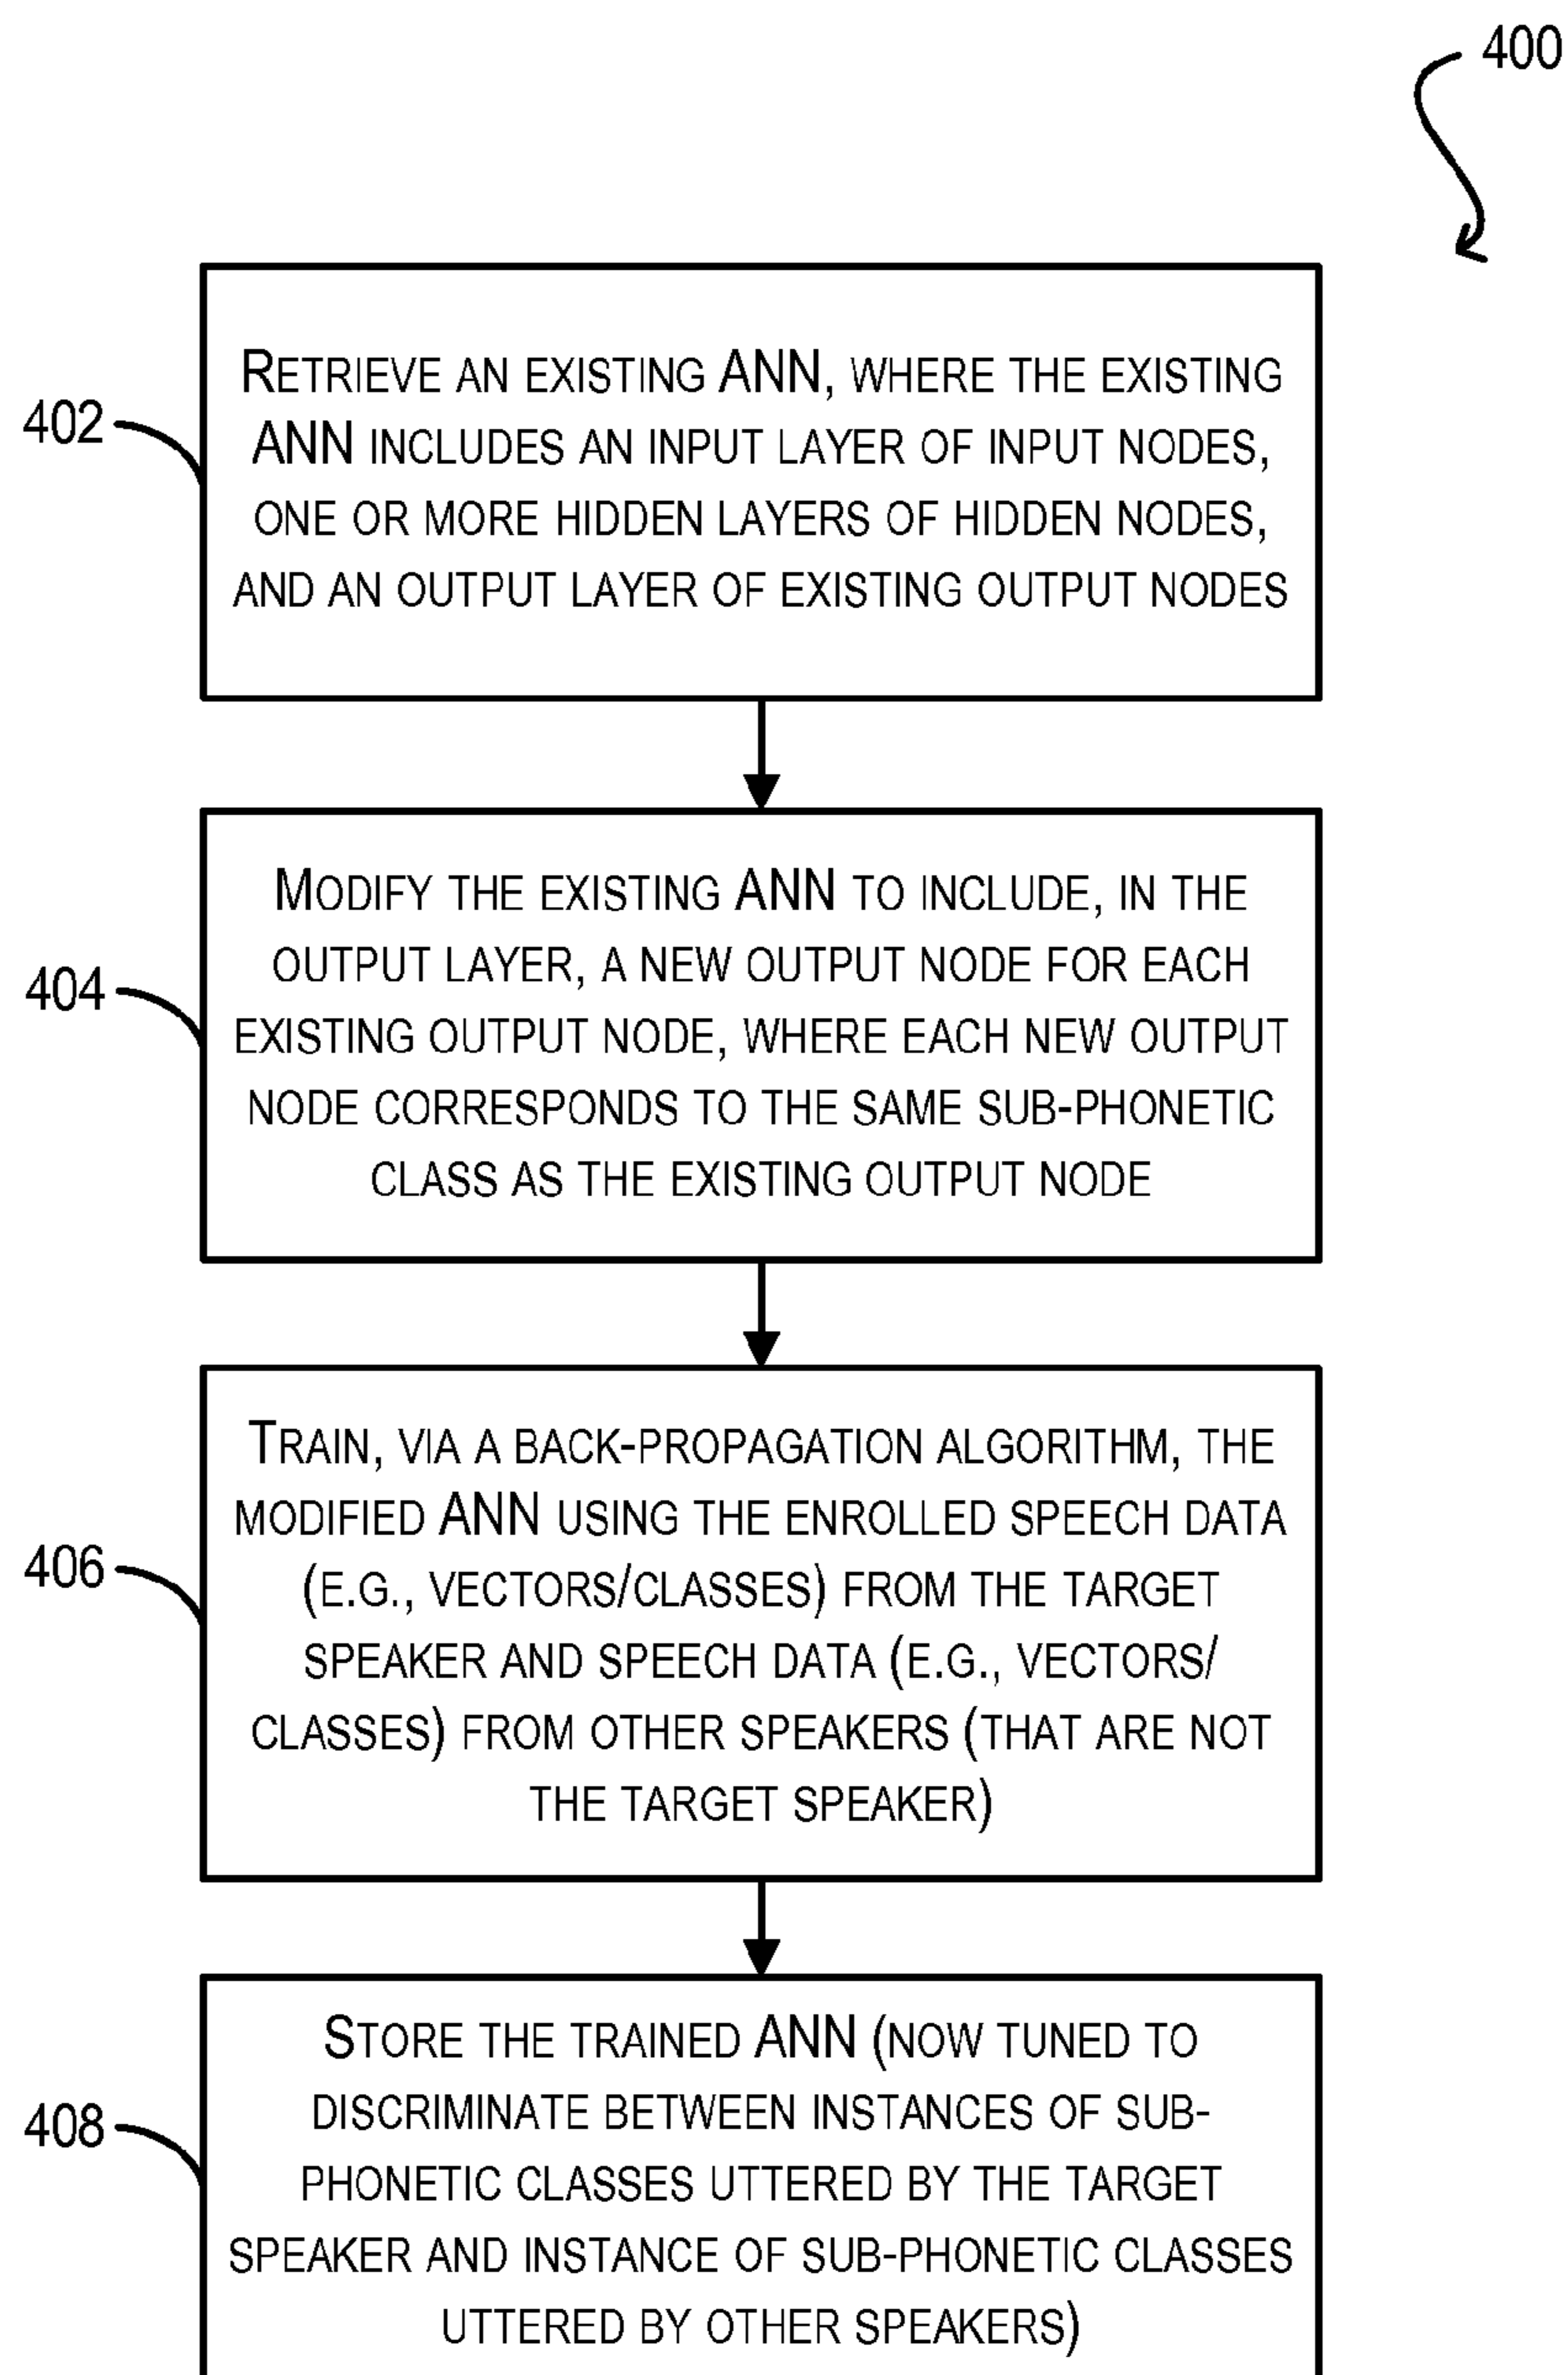 400
402
RETRIEVE AN EXISTING ANN, WHERE THE EXISTING
ANN INCLUDES AN INPUT LAYER OF INPUT NODES,
ONE OR MORE HIDDEN LAYERS OF HIDDEN NODES,
AND AN OUTPUT LAYER OF EXISTING OUTPUT NODES
404
MODIFY THE EXISTING ANN TO INCLUDE, IN THE
OUTPUT LAYER, A NEW OUTPUT NODE FOR EACH
EXISTING OUTPUT NODE, WHERE EACH NEW OUTPUT
NODE CORRESPONDS TO THE SAME SUB-PHONETIC
CLASS AS THE EXISTING OUTPUT NODE
406
TRAIN, VIA A BACK-PROPAGATION ALGORITHM, THE
MODIFIED ANN USING THE ENROLLED SPEECH DATA
(E.G., VECTORS/CLASSES) FROM THE TARGET
SPEAKER AND SPEECH DATA (E.G., VECTORS/
CLASSES) FROM OTHER SPEAKERS (THAT ARE NOT
THE TARGET SPEAKER)
408
STORE THE TRAINED ANN (NOW TUNED TO
DISCRIMINATE BETWEEN INSTANCES OF SUB-
PHONETIC CLASSES UTTERED BY THE TARGET
SPEAKER AND INSTANCE OF SUB-PHONETIC CLASSES
UTTERED BY OTHER SPEAKERS)